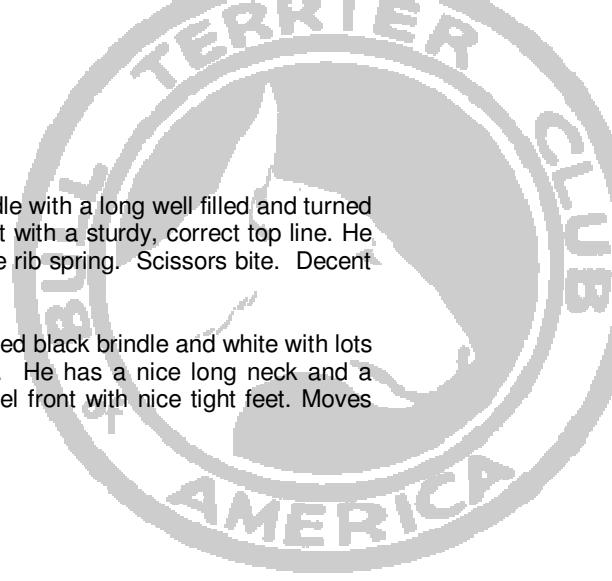 BULL TERRIER CLUB
AMERICA
dle with a long well filled and turned
t with a sturdy, correct top line. He
e rib spring. Scissors bite. Decent
ed black brindle and white with lots
. He has a nice long neck and a
el front with nice tight feet. Moves